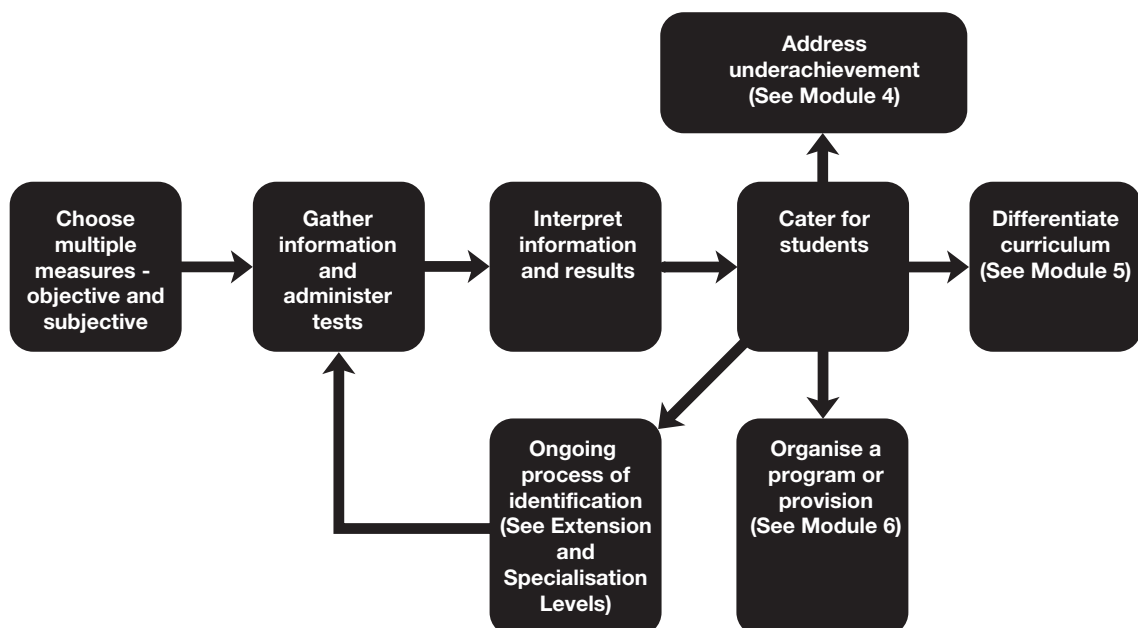 Address
underachievement
(See Module 4)
Choose
multiple
measures -
objective and
subjective
Gather
information
and
administer
tests
Interpret
information
and results
Cater for
students
Differentiate
curriculum
(See Module 5)
Ongoing
process of
identification
(See Extension
and
Specialisation
Levels)
Organise a
program or
provision
(See Module 6)